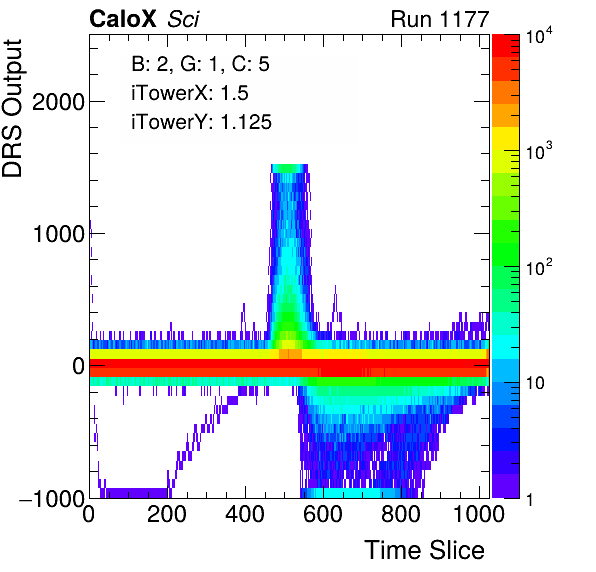 CaloX Sci Run 1177
B: 2, G: 1, C: 5
iTowerX: 1.5
iTowerY: 1.125
DRS Output
2000
1000
0
−1000
0 200 400 600 800 1000
Time Slice
10^4
10^3
10^2
10
1